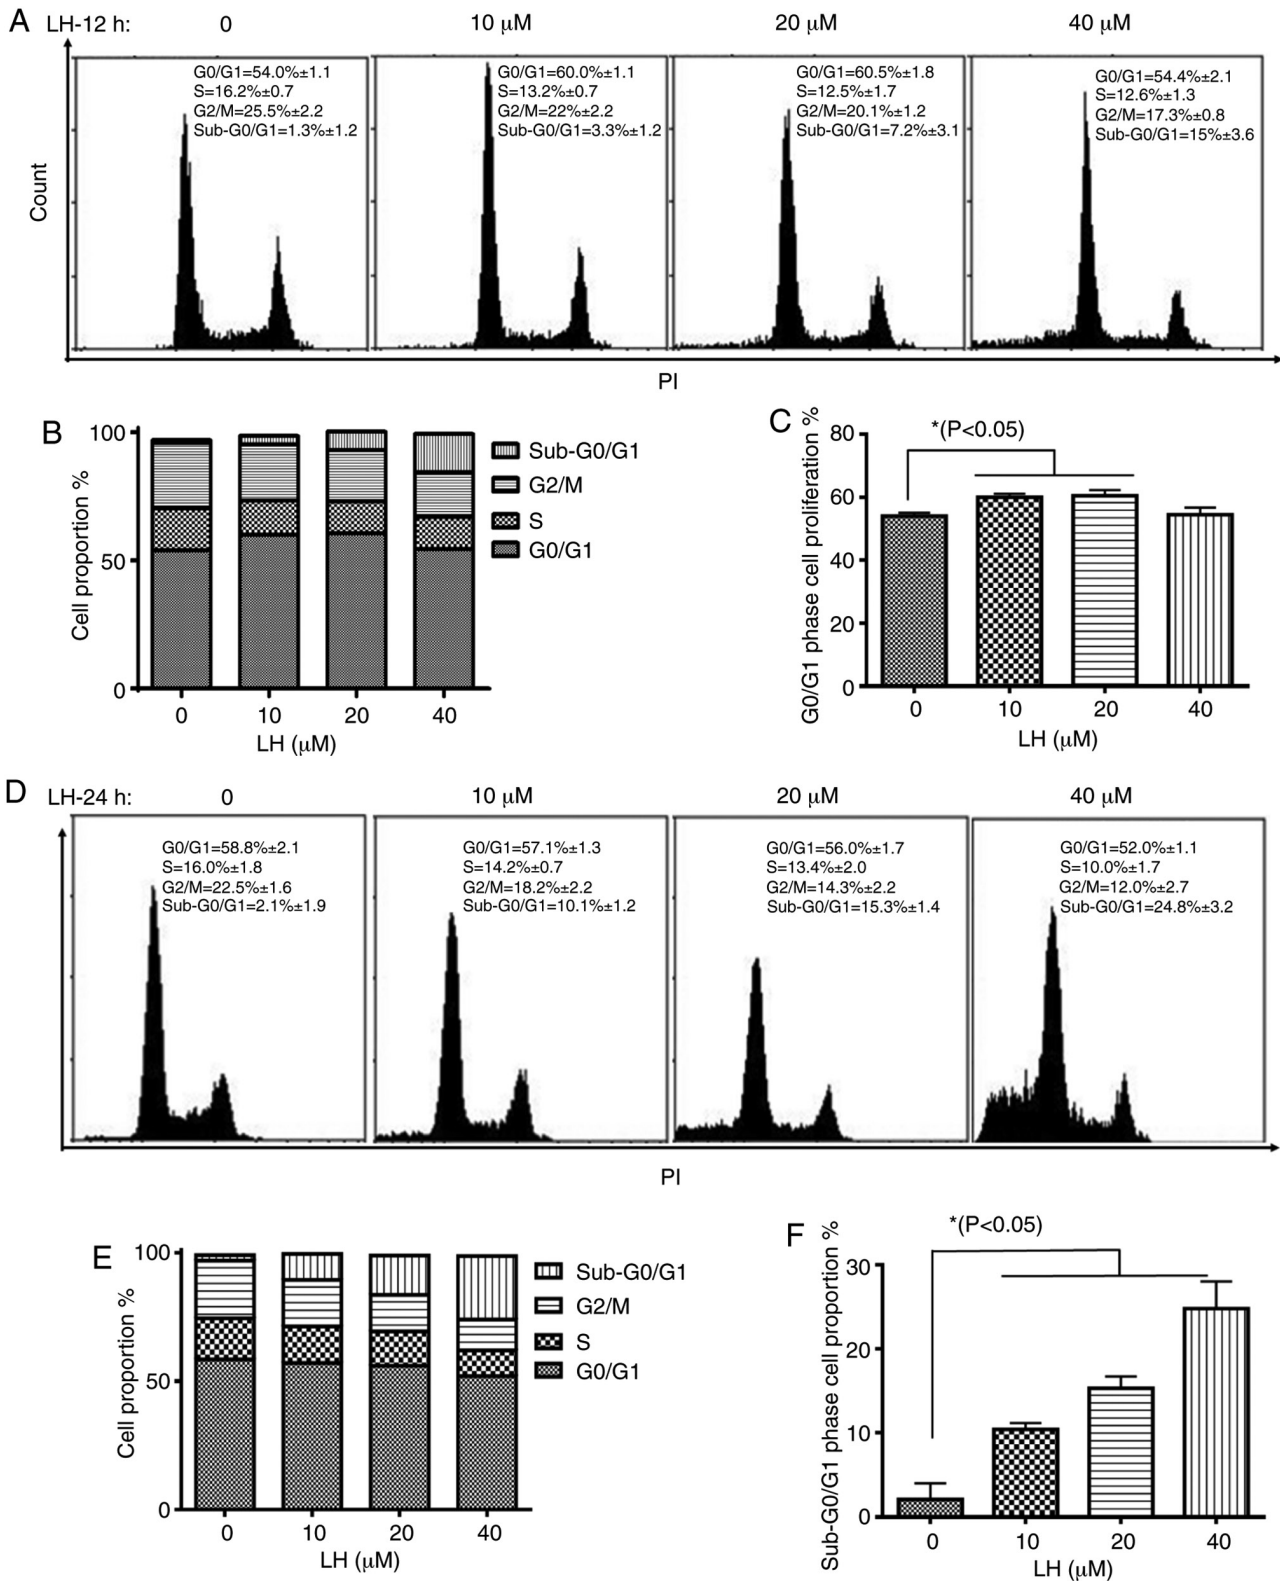 A
LH-12 h: 0 10 μM 20 μM 40 μM
G0/G1=54.0%±1.1
S=16.2%±0.7
G2/M=25.5%±2.2
Sub-G0/G1=1.3%±1.2
G0/G1=60.0%±1.1
S=13.2%±0.7
G2/M=22%±2.2
Sub-G0/G1=3.3%±1.2
G0/G1=60.5%±1.8
S=12.5%±1.7
G2/M=20.1%±1.2
Sub-G0/G1=7.2%±3.1
G0/G1=54.4%±2.1
S=12.6%±1.3
G2/M=17.3%±0.8
Sub-G0/G1=15%±3.6
Count
PI
B
Cell proportion %
100
50
0
0 10 20 40
LH (μM)
Sub-G0/G1
G2/M
S
G0/G1
C
G0/G1 phase cell proliferation %
*(P<0.05)
80
60
40
20
0
0 10 20 40
LH (μM)
D
LH-24 h: 0 10 μM 20 μM 40 μM
G0/G1=58.8%±2.1
S=16.0%±1.8
G2/M=22.5%±1.6
Sub-G0/G1=2.1%±1.9
G0/G1=57.1%±1.3
S=14.2%±0.7
G2/M=18.2%±2.2
Sub-G0/G1=10.1%±1.2
G0/G1=56.0%±1.7
S=13.4%±2.0
G2/M=14.3%±2.2
Sub-G0/G1=15.3%±1.4
G0/G1=52.0%±1.1
S=10.0%±1.7
G2/M=12.0%±2.7
Sub-G0/G1=24.8%±3.2
PI
E
Cell proportion %
100
50
0
0 10 20 40
LH (μM)
Sub-G0/G1
G2/M
S
G0/G1
F
Sub-G0/G1 phase cell proportion %
*(P<0.05)
30
20
10
0
0 10 20 40
LH (μM)